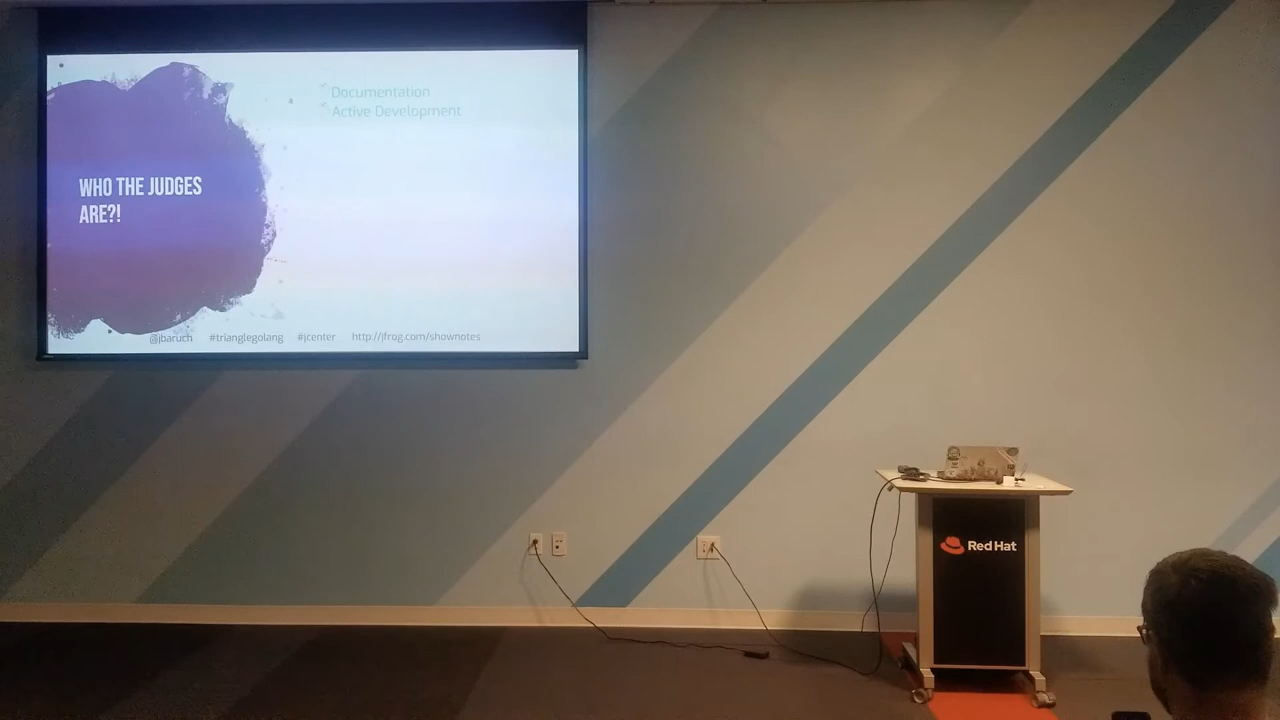 Documentation
Active Development
WHO THE JUDGES
ARE?!
@jbaruch #trianglegolang #jcenter http://jfrog.com/shownotes
Red Hat